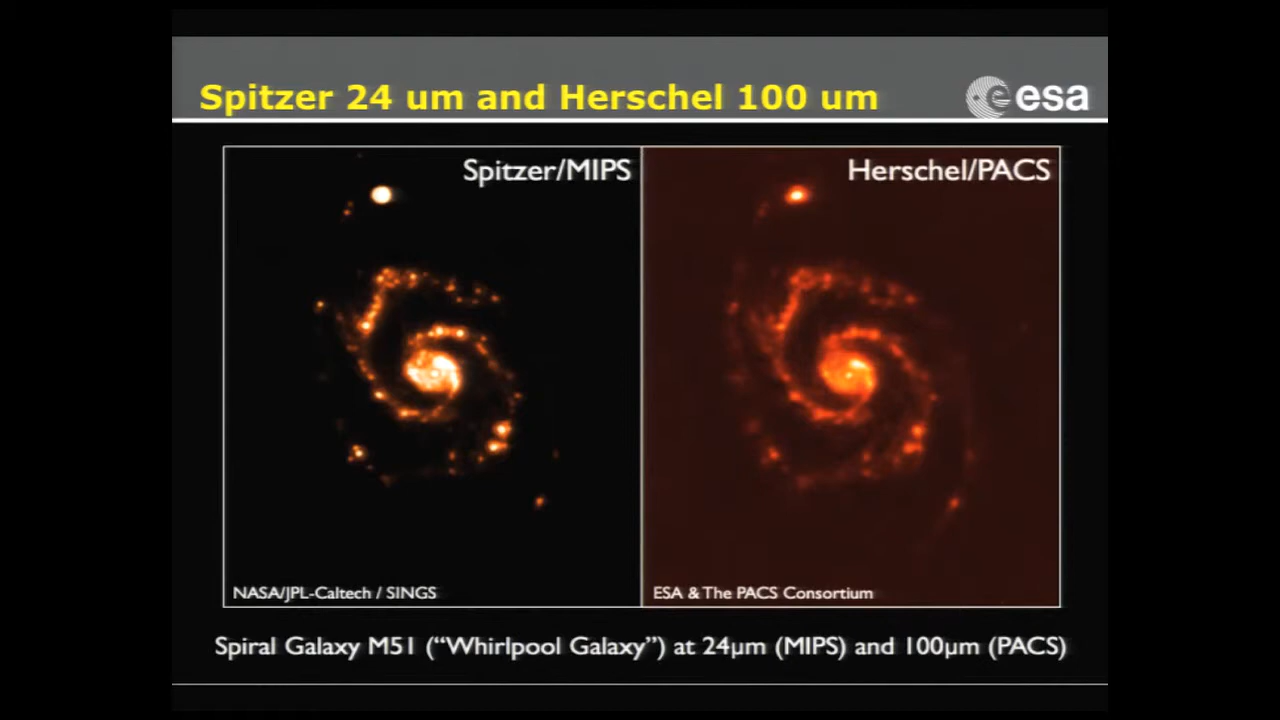 Spitzer 24 um and Herschel 100 um
esa
Spitzer/MIPS
Herschel/PACS
NASA/JPL-Caltech / SINGS
ESA & The PACS Consortium
Spiral Galaxy M51 (“Whirlpool Galaxy”) at 24µm (MIPS) and 100µm (PACS)